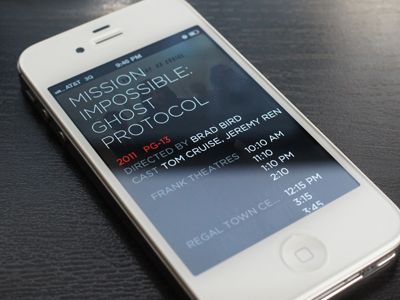 AT&T 3G 9:46 PM
MISSION
IMPOSSIBLE:
GHOST
PROTOCOL
2011 PG-13
DIRECTED BY BRAD BIRD
CAST TOM CRUISE, JEREMY REN
FRANK THEATRES 10:10 AM
11:10
1:10 PM
2:10
REGAL TOWN CE... 12:15 PM
3:15
3:45